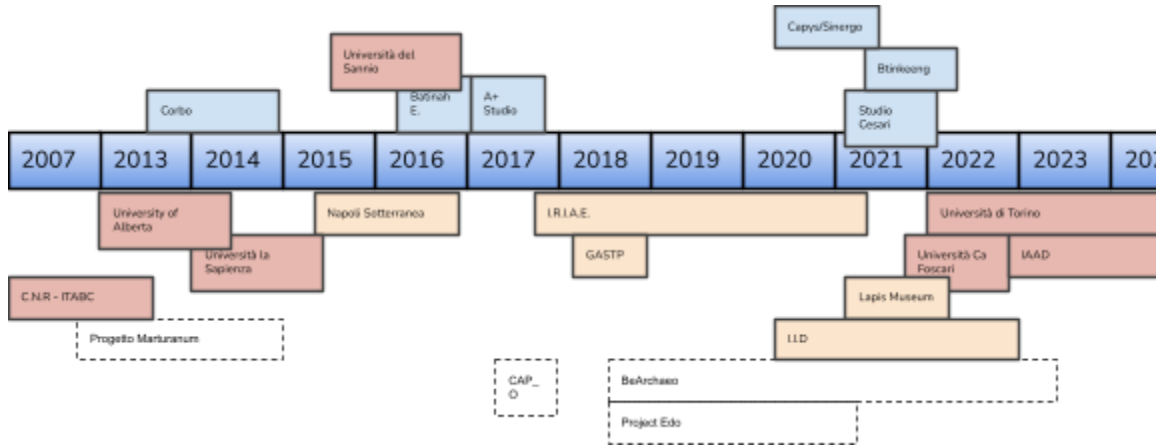 Capys/Sinergo
Università del
Sannio
Btinkeeng
Batinah
E.
A+
Studio
Corbo
Studio
Cesari
2007 2013 2014 2015 2016 2017 2018 2019 2020 2021 2022 2023
University of
Alberta
Napoli Sotterranea
I.R.I.A.E.
Università di Torino
Università la
Sapienza
GASTP
Università Ca
Foscari
IAAD
C.N.R - ITABC
Lapis Museum
Progetto Marturanum
I.I.D
CAP_
O
BeArchaeo
Project Edo